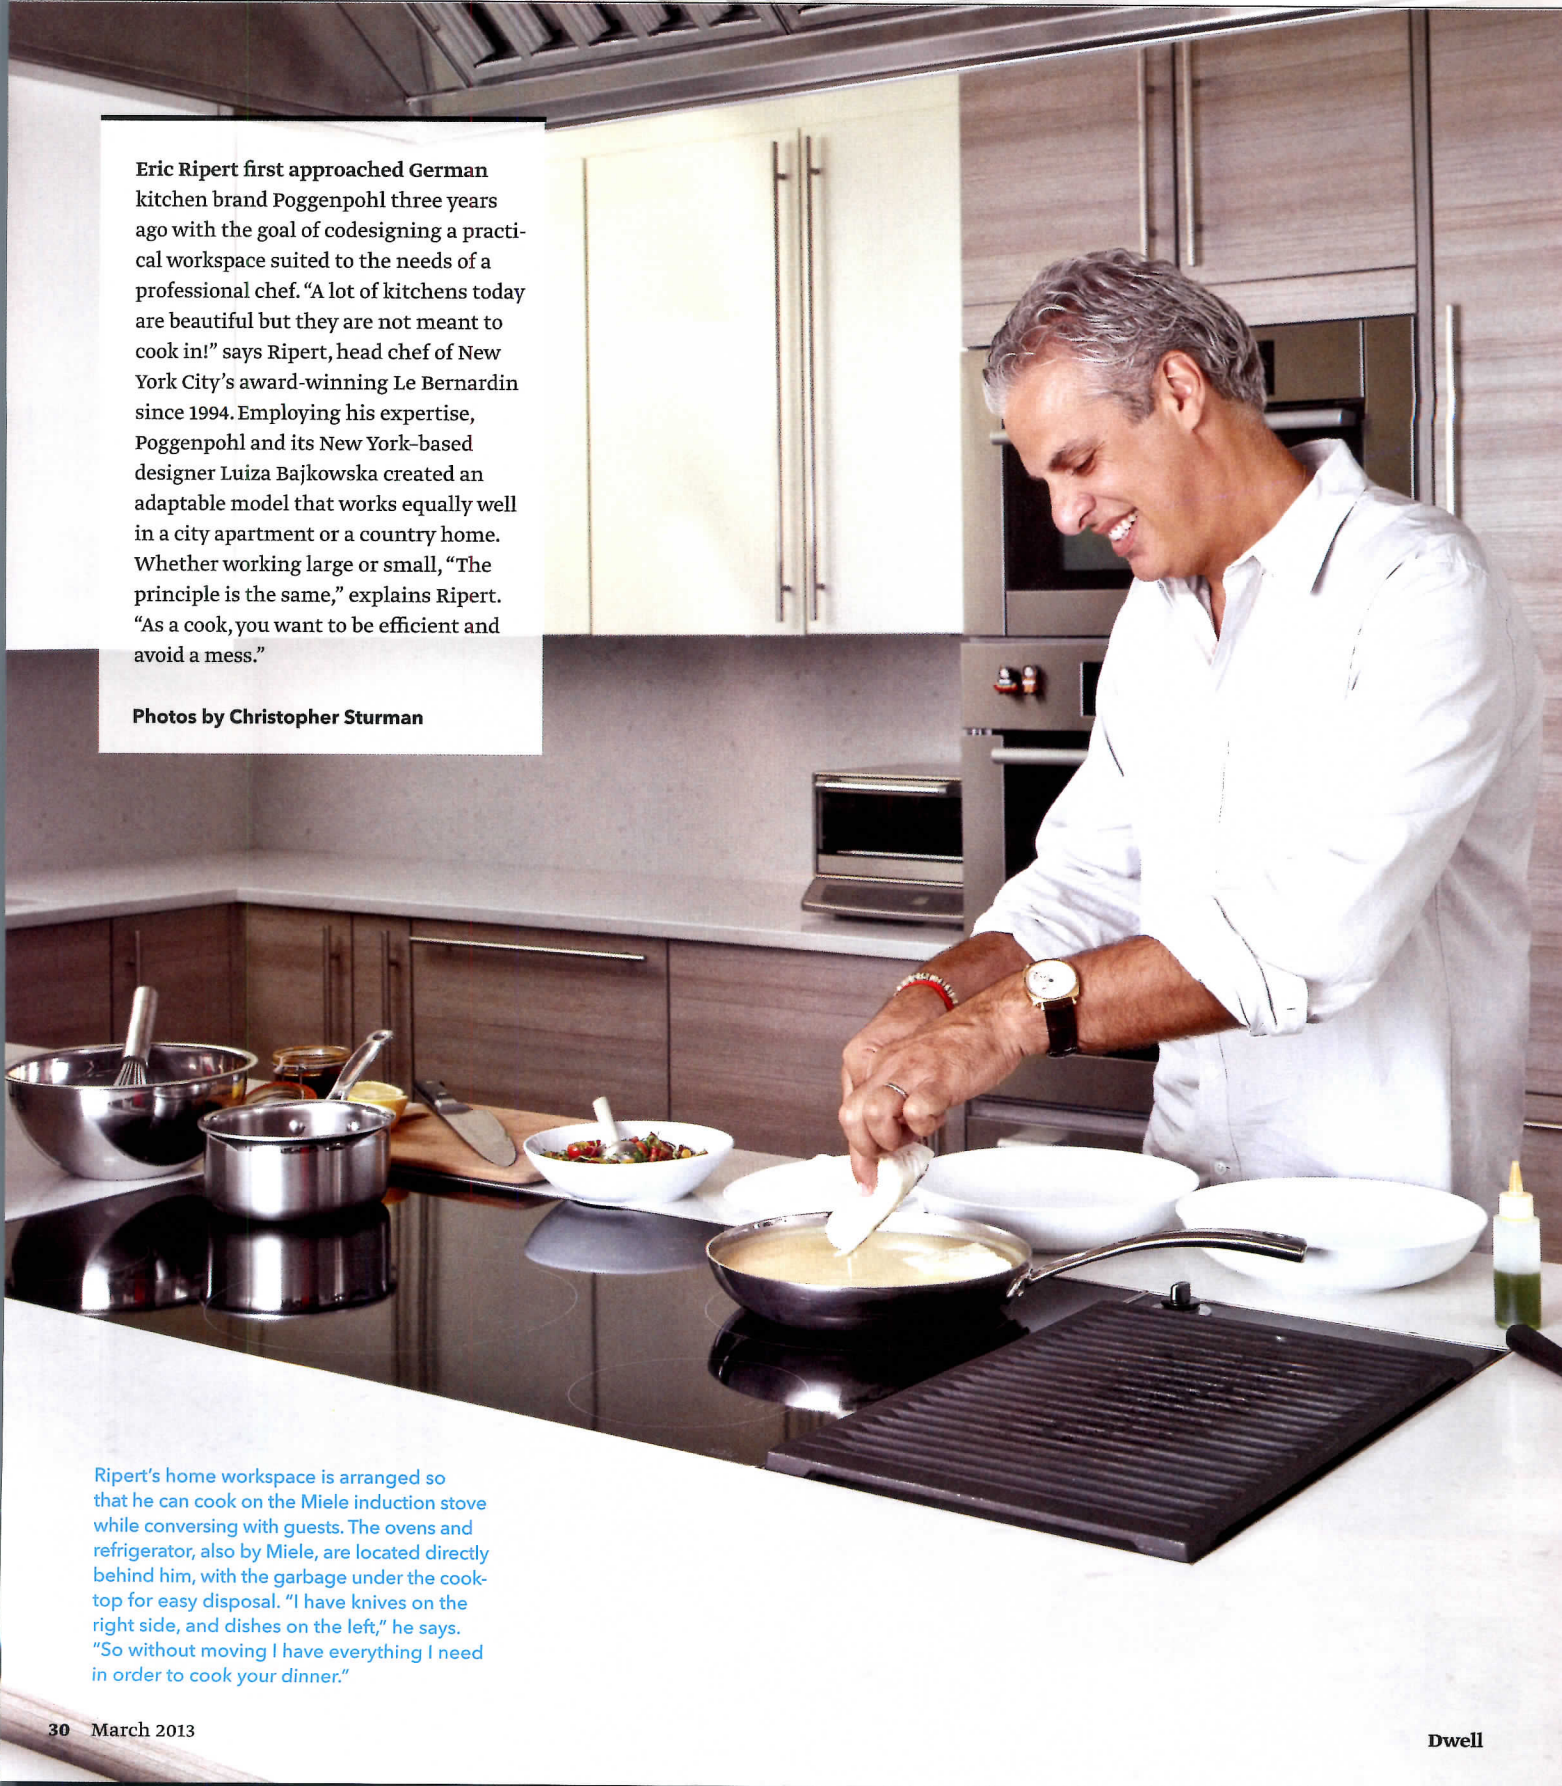 Eric Ripert first approached German
kitchen brand Poggenpohl three years
ago with the goal of codesigning a practi-
cal workspace suited to the needs of a
professional chef. “A lot of kitchens today
are beautiful but they are not meant to
cook in!” says Ripert, head chef of New
York City’s award-winning Le Bernardin
since 1994. Employing his expertise,
Poggenpohl and its New York–based
designer Luiza Bajkowska created an
adaptable model that works equally well
in a city apartment or a country home.
Whether working large or small, “The
principle is the same,” explains Ripert.
“As a cook, you want to be efficient and
avoid a mess.”
Photos by Christopher Sturman
Ripert’s home workspace is arranged so
that he can cook on the Miele induction stove
while conversing with guests. The ovens and
refrigerator, also by Miele, are located directly
behind him, with the garbage under the cook-
top for easy disposal. “I have knives on the
right side, and dishes on the left,” he says.
“So without moving I have everything I need
in order to cook your dinner.”
30 March 2013
Dwell